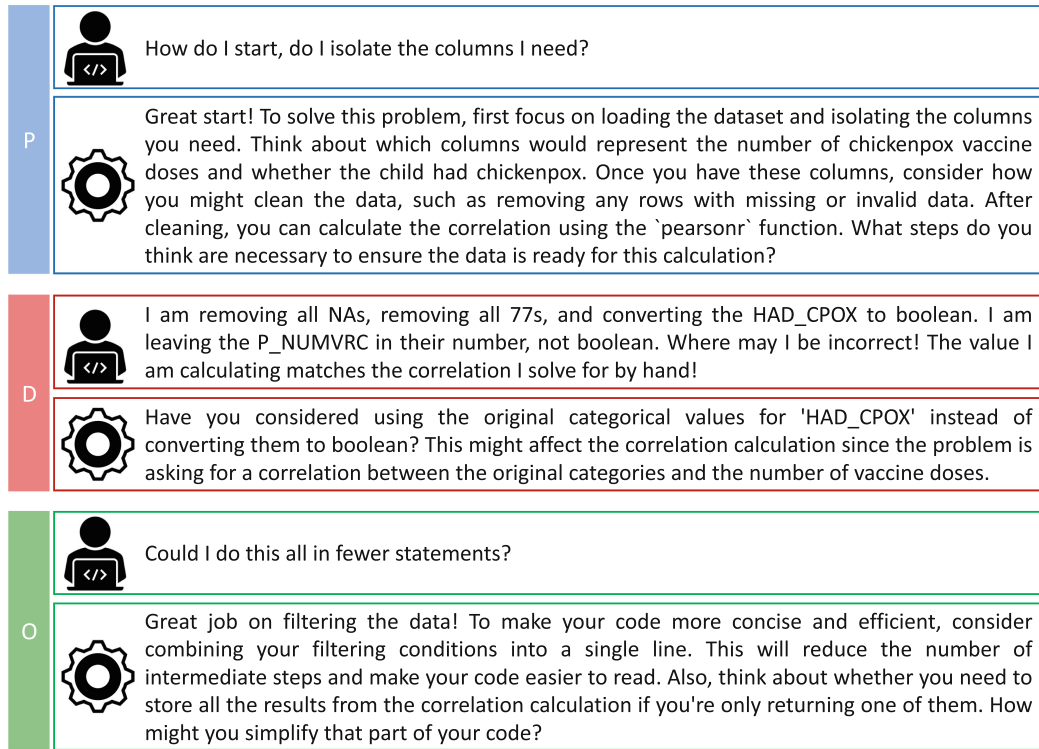 P
</>
How do I start, do I isolate the columns I need?
Great start! To solve this problem, first focus on loading the dataset and isolating the columns
you need. Think about which columns would represent the number of chickenpox vaccine
doses and whether the child had chickenpox. Once you have these columns, consider how
you might clean the data, such as removing any rows with missing or invalid data. After
cleaning, you can calculate the correlation using the `pearsonr` function. What steps do you
think are necessary to ensure the data is ready for this calculation?
D
</>
I am removing all NAs, removing all 77s, and converting the HAD_CPOX to boolean. I am
leaving the P_NUMVRC in their number, not boolean. Where may I be incorrect! The value I
am calculating matches the correlation I solve for by hand!
Have you considered using the original categorical values for 'HAD_CPOX' instead of
converting them to boolean? This might affect the correlation calculation since the problem is
asking for a correlation between the original categories and the number of vaccine doses.
O
</>
Could I do this all in fewer statements?
Great job on filtering the data! To make your code more concise and efficient, consider
combining your filtering conditions into a single line. This will reduce the number of
intermediate steps and make your code easier to read. Also, think about whether you need to
store all the results from the correlation calculation if you're only returning one of them. How
might you simplify that part of your code?